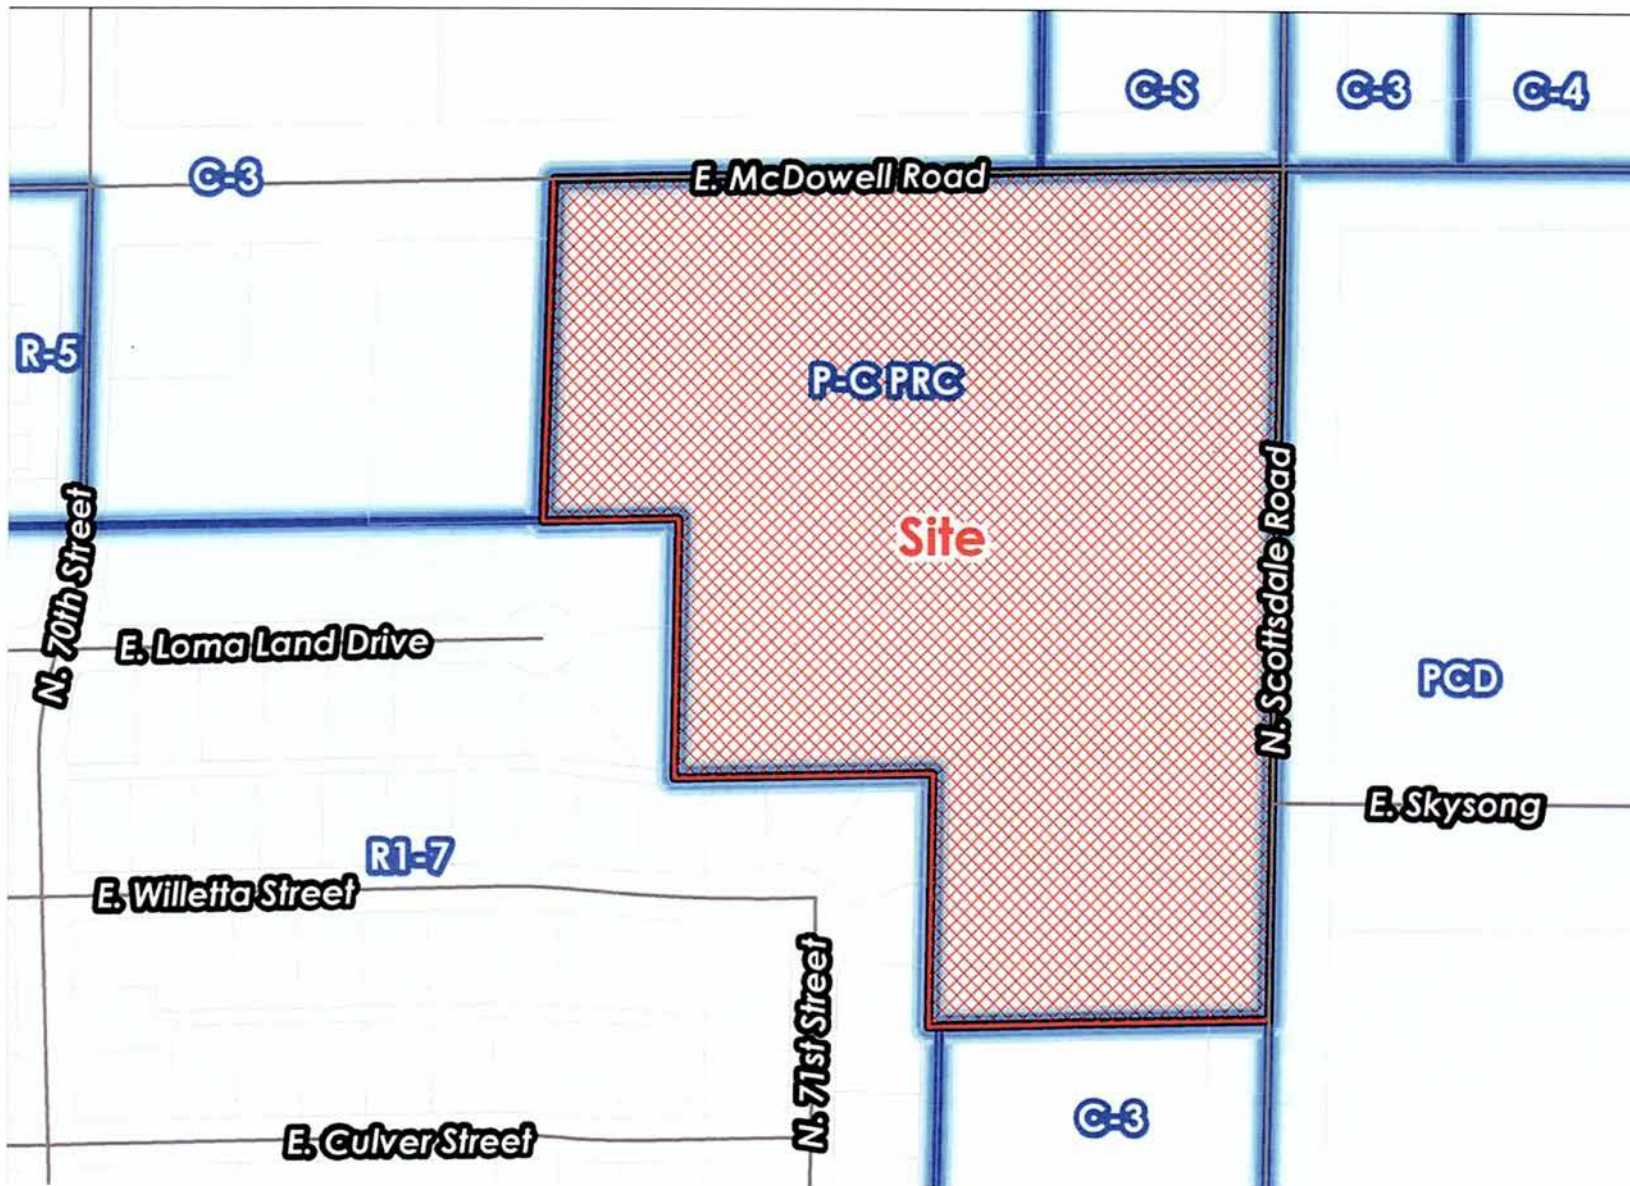 C-S
C-3
C-4
C-3
E. McDowell Road
R-5
P-C PRC
Site
N. 70th Street
N. Scottsdale Road
E. Loma Land Drive
PCD
E. Skysong
R1-7
E. Willetta Street
N. 71st Street
C-3
E. Culver Street